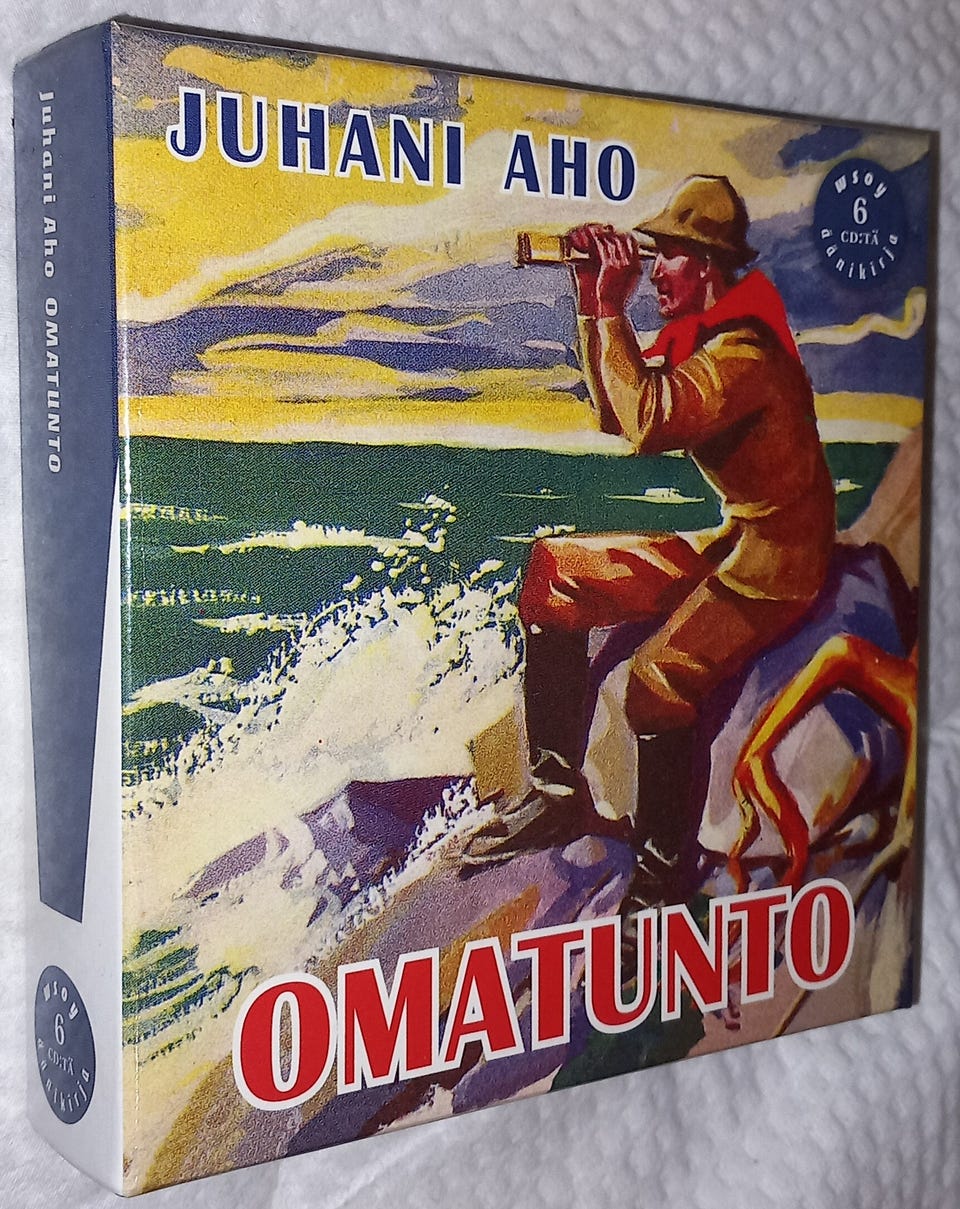 JUHANI AHO
wsoy
6
CD:TÄ
äänikirja
OMATUNTO
Juhani Aho OMATUNTO
wsoy
6
CD:TÄ
äänikirja